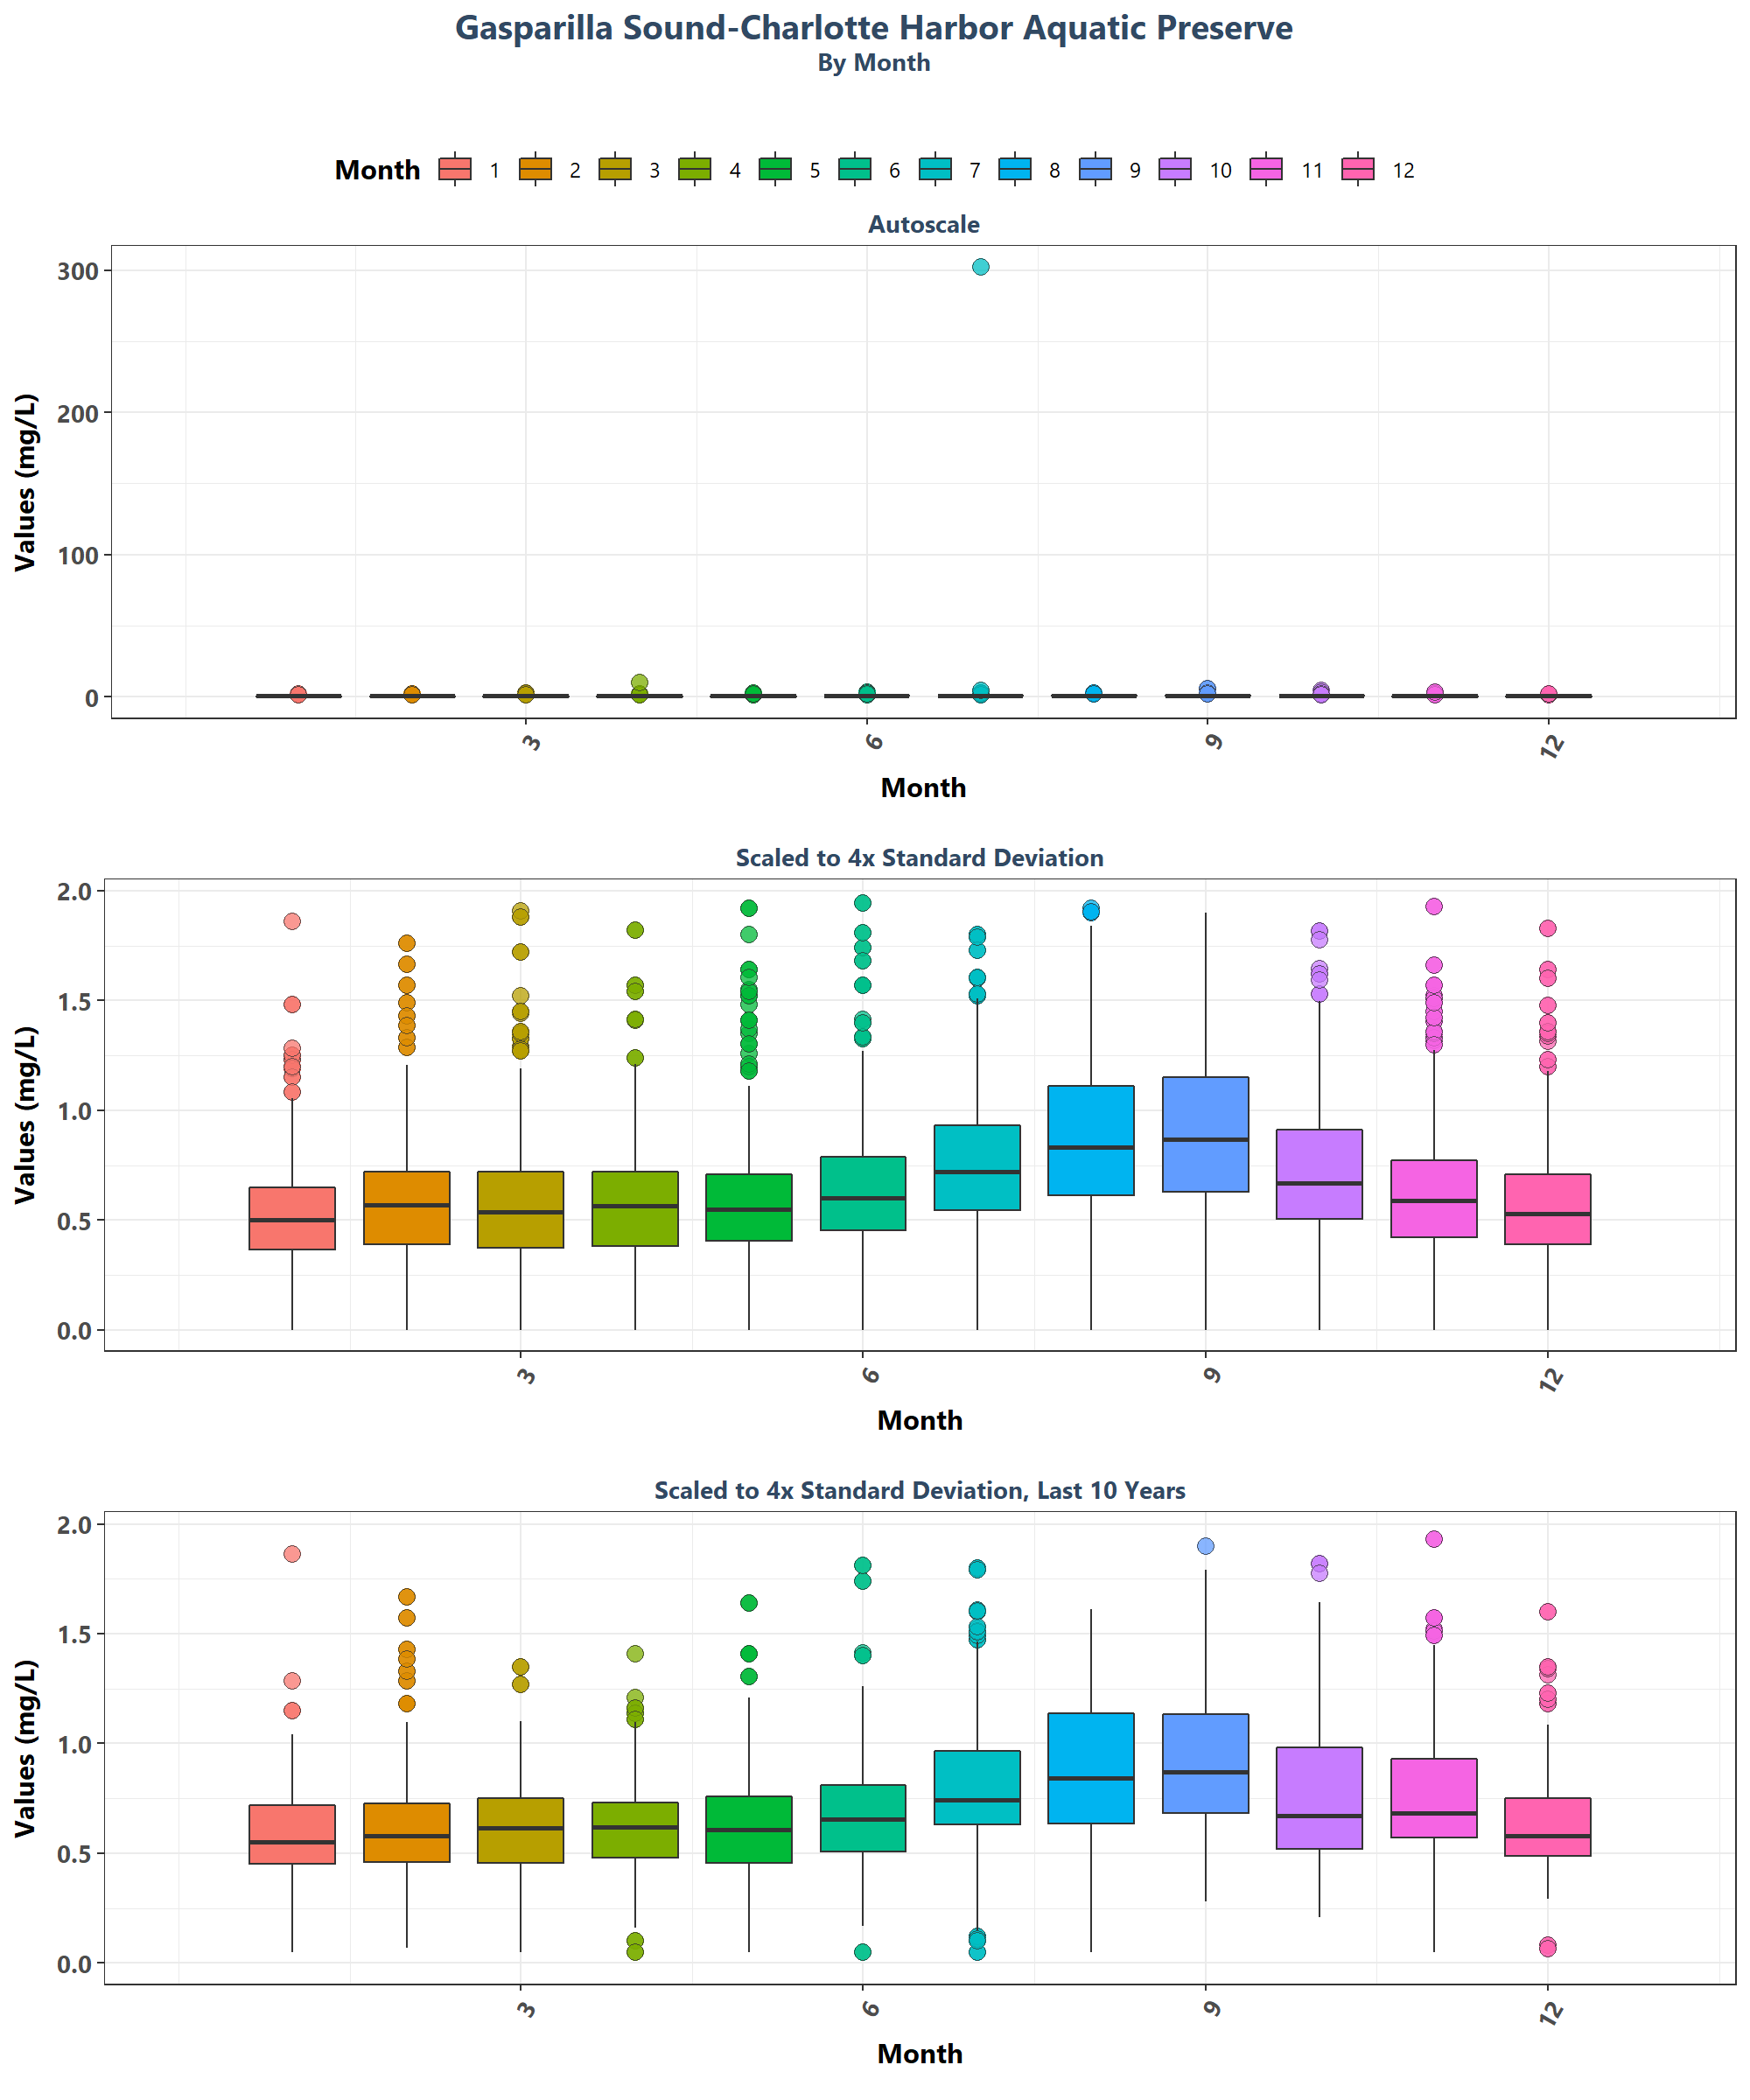 Gasparilla Sound-Charlotte Harbor Aquatic Preserve
By Month
Month 1 2 3 4 5 6 7 8 9 10 11 12
Autoscale
Values (mg/L)
300
200
100
0
3 6 9 12
Month
Scaled to 4x Standard Deviation
Values (mg/L)
2.0
1.5
1.0
0.5
0.0
3 6 9 12
Month
Scaled to 4x Standard Deviation, Last 10 Years
Values (mg/L)
2.0
1.5
1.0
0.5
0.0
3 6 9 12
Month